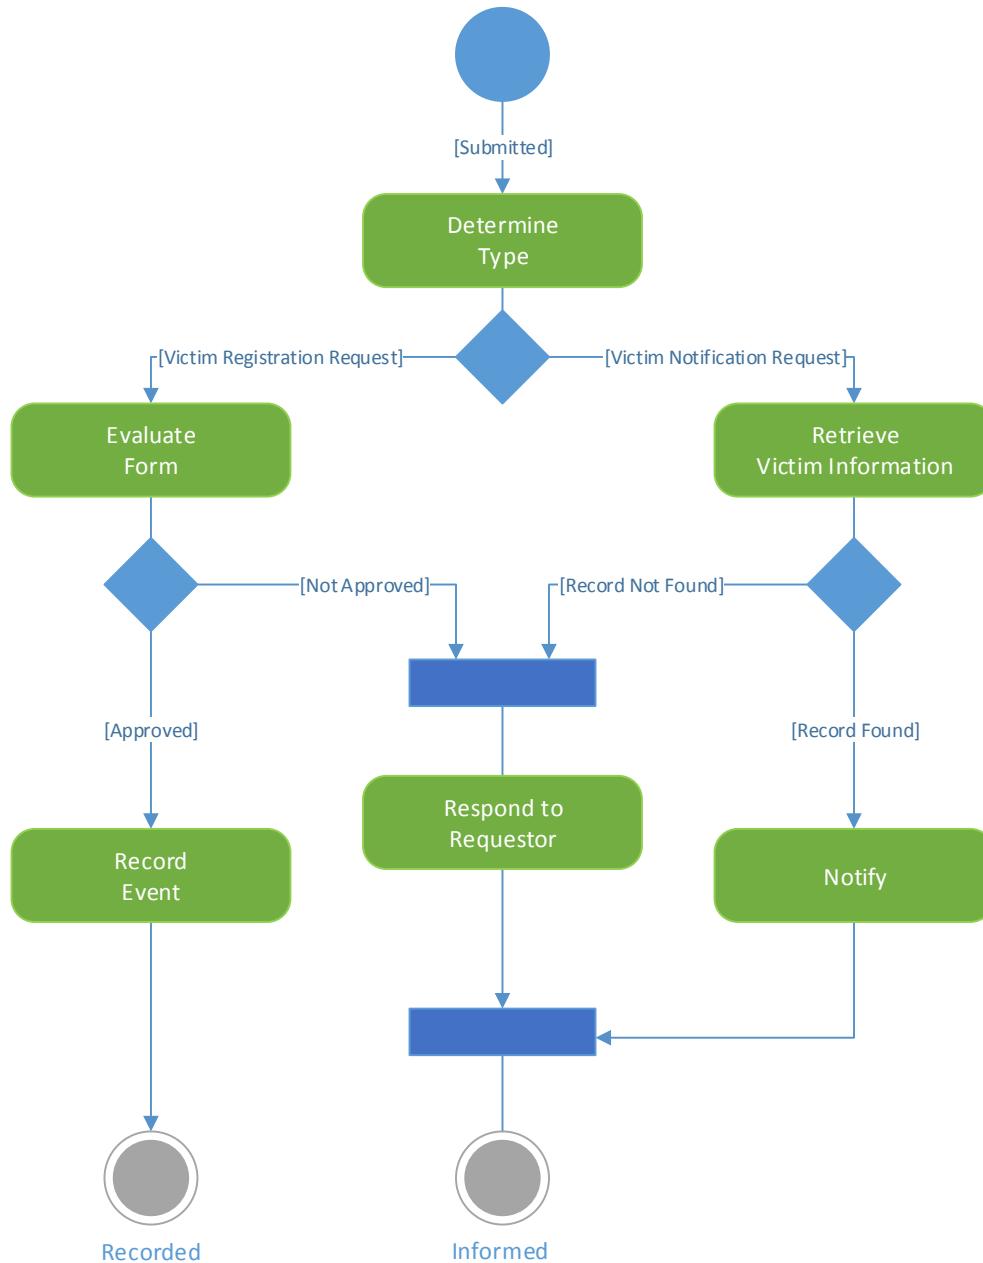 [Submitted]
Determine
Type
[Victim Registration Request]
[Victim Notification Request]
Evaluate
Form
Retrieve
Victim Information
[Not Approved]
[Record Not Found]
[Approved]
[Record Found]
Respond to
Requestor
Record
Event
Notify
Recorded
Informed